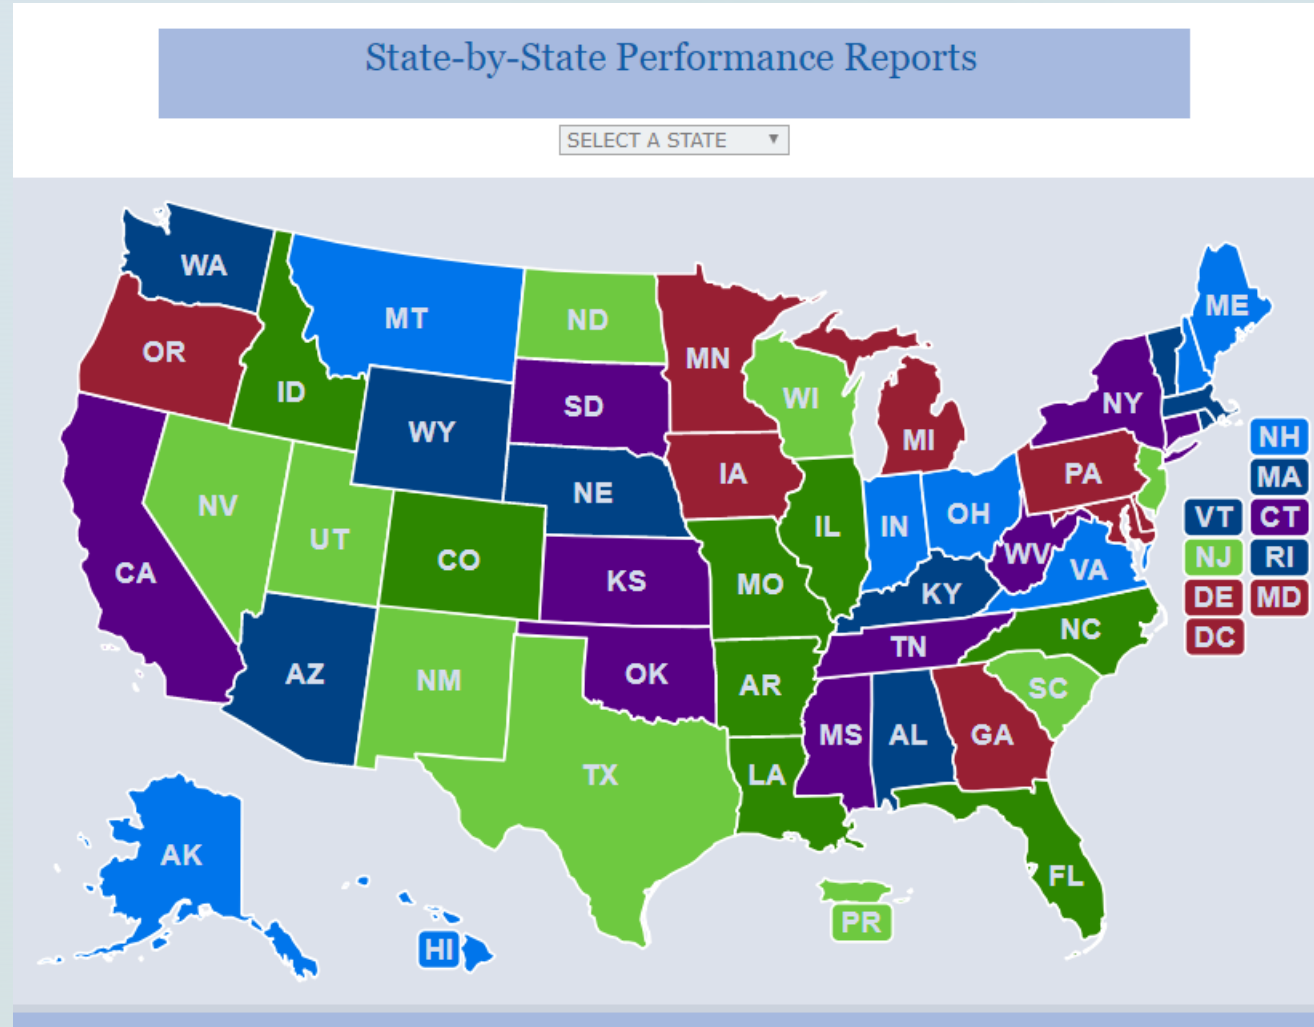 State-by-State Performance Reports
SELECT A STATE
WA
MT
ND
MN
OR
ID
WY
SD
WI
MI
NY
ME
NV
UT
CO
NE
IA
IL
IN
OH
PA
NH
MA
VT
CT
NJ
RI
DE
MD
DC
CA
KS
MO
WV
VA
KY
AZ
NM
OK
AR
TN
NC
SC
TX
LA
MS
AL
GA
AK
HI
PR
FL